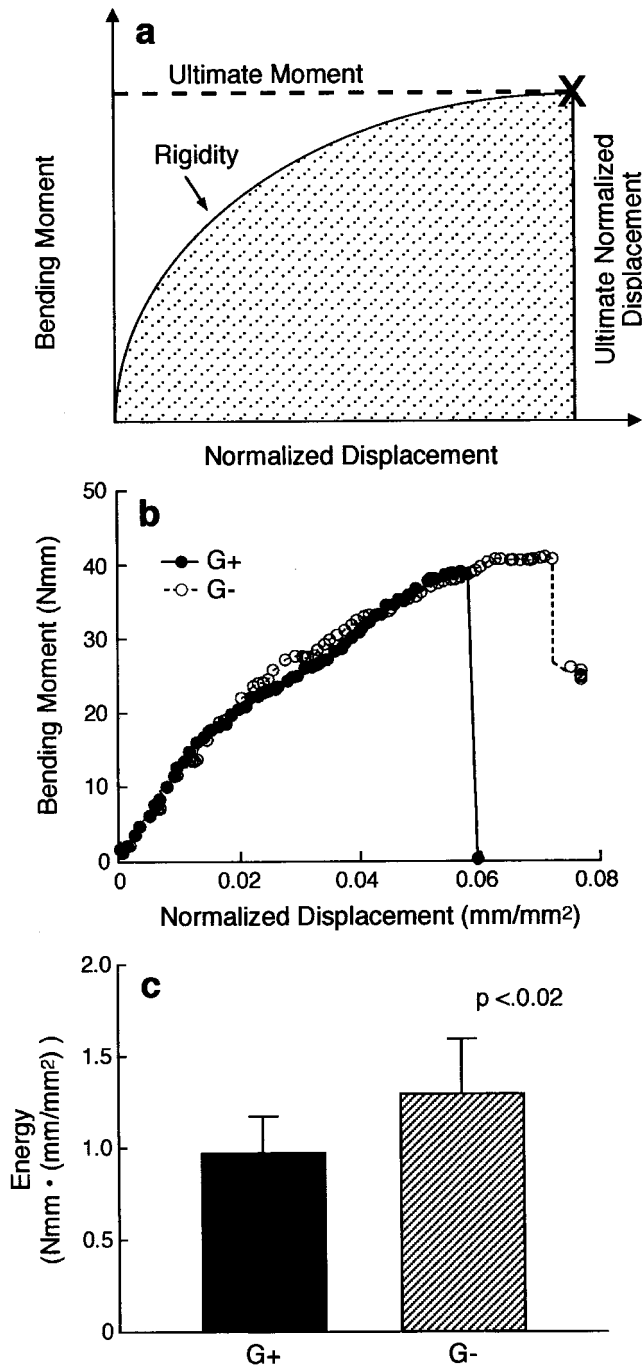 a
Ultimate Moment
X
Rigidity
Bending Moment
Ultimate Normalized
Displacement
Normalized Displacement
b
G+
G-
Bending Moment (Nmm)
50
40
30
20
10
0
0 0.02 0.04 0.06 0.08
Normalized Displacement (mm/mm²)
c
p <.02
Energy
(Nmm • (mm/mm²) )
2.0
1.5
1.0
0.5
0
G+ G-